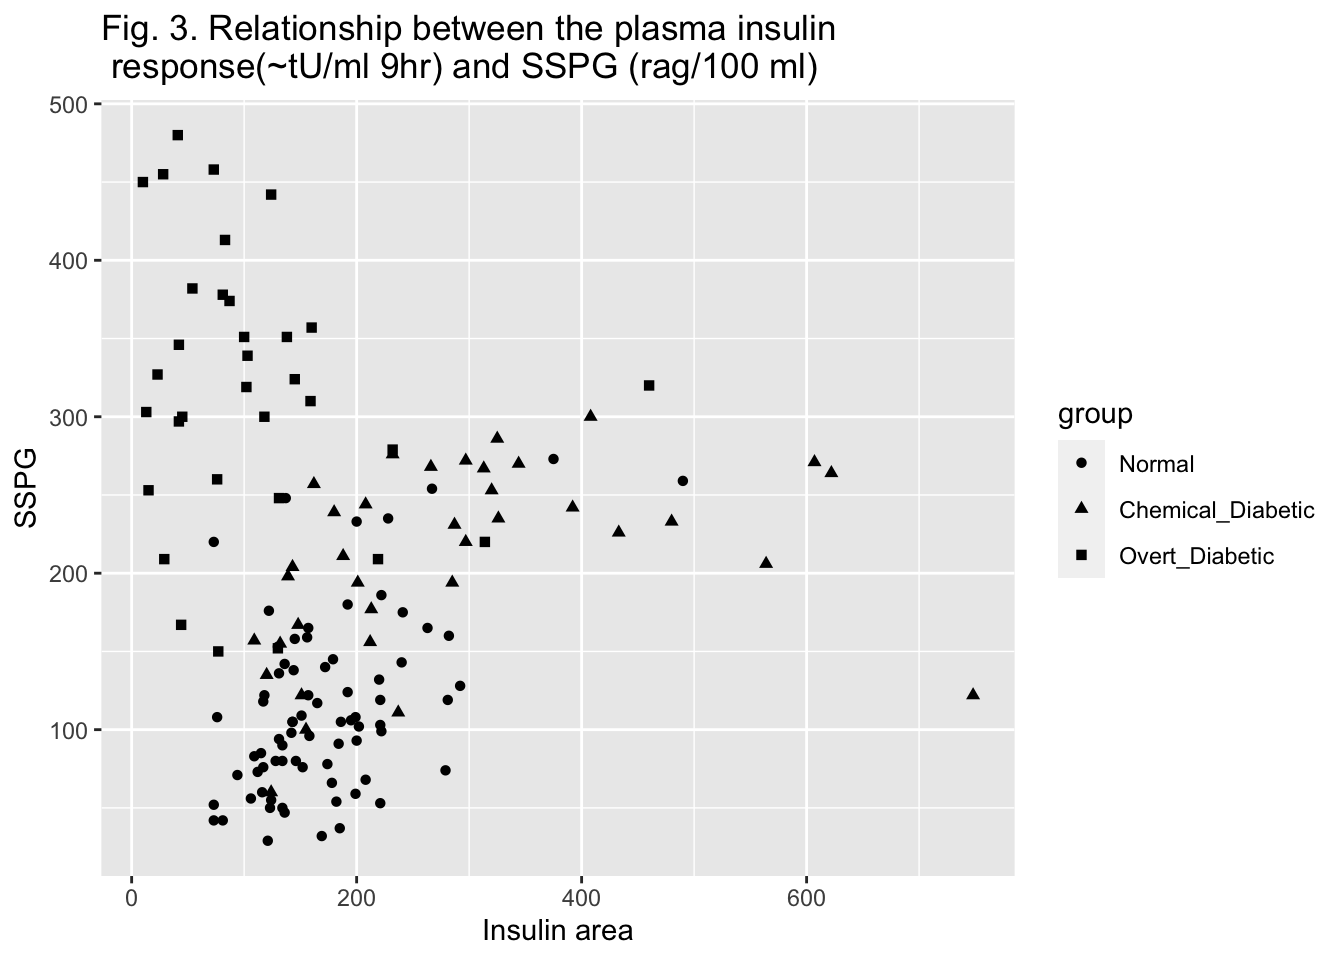 Fig. 3. Relationship between the plasma insulin
response(~tU/ml 9hr) and SSPG (rag/100 ml)
500
400
300
200
100
SSPG
0
200
400
600
Insulin area
group
Normal
Chemical_Diabetic
Overt_Diabetic